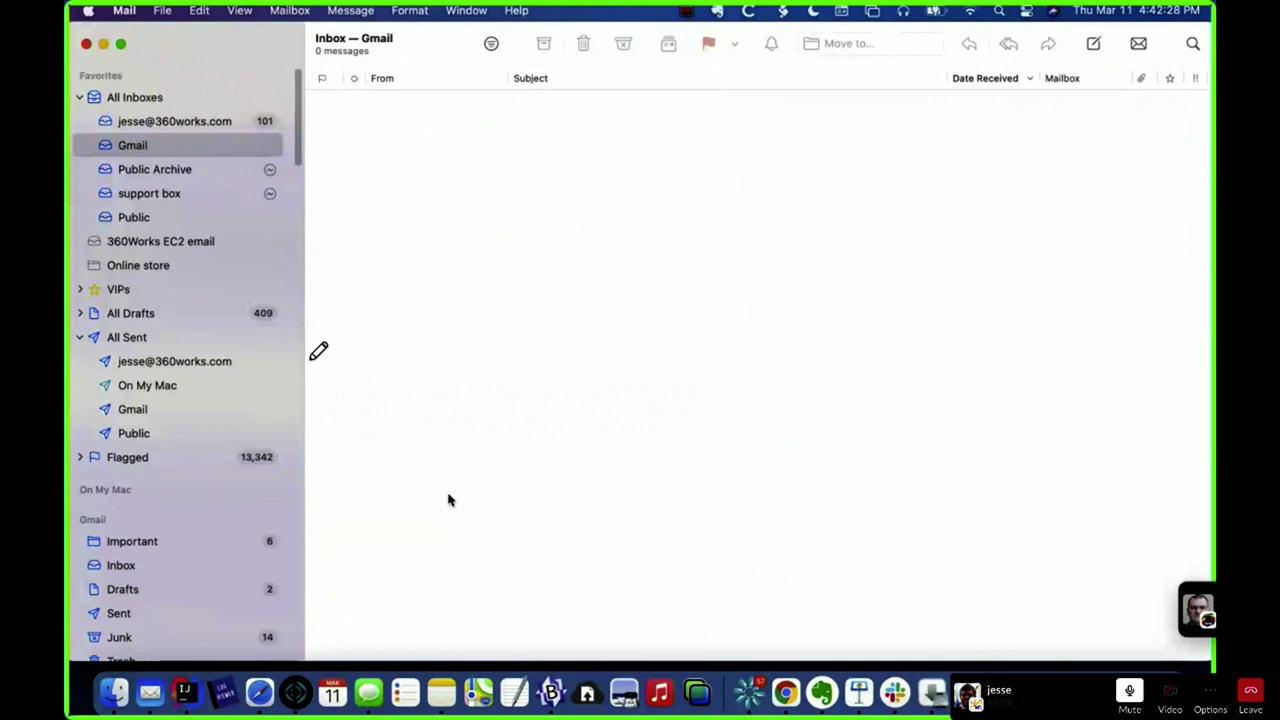 Mail File Edit View Mailbox Message Format Window Help Thu Mar 11 4:42:28 PM
Inbox — Gmail
0 messages
Move to...
Favorites
From Subject Date Received Mailbox !!
All Inboxes
jesse@360works.com 101
Gmail
Public Archive
support box
Public
360Works EC2 email
Online store
VIPs
All Drafts 409
All Sent
jesse@360works.com
On My Mac
Gmail
Public
Flagged 13,342
On My Mac
Gmail
Important 6
Inbox
Drafts 2
Sent
Junk 14
Trash
MAR
11
IJ
57
jesse
Mute Video Options Leave